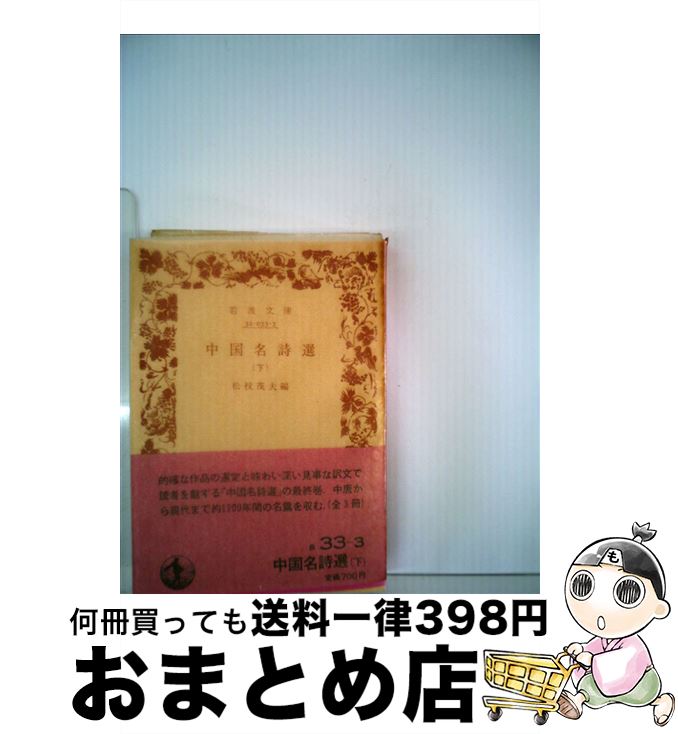 岩波文庫
32-033-3
中国名詩選
(下)
松枝茂夫編
的確な作品の選定と味わい深い見事な訳文で
読者を魅する「中国名詩選」の最終巻．中唐か
ら現代まで約1200年間の名篇を収む．(全3冊)
33-3
中国名詩選(下)
定価700円
も
何冊買っても送料一律398円
おまとめ店